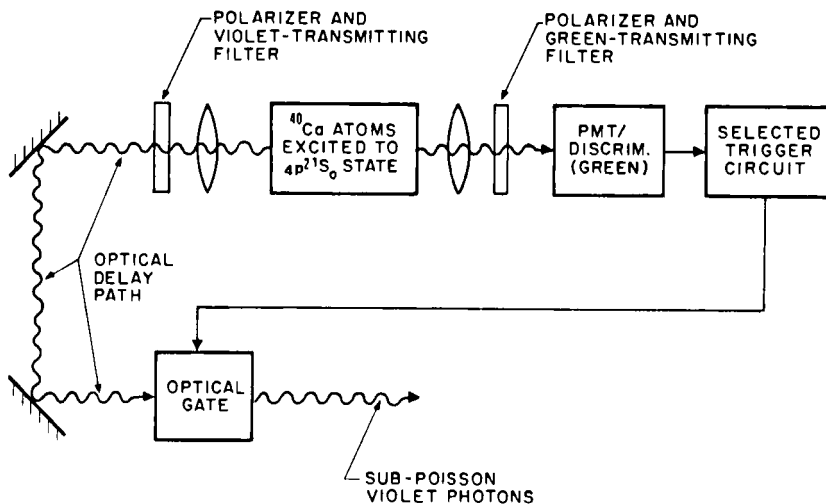 POLARIZER AND
VIOLET-TRANSMITTING
FILTER
POLARIZER AND
GREEN-TRANSMITTING
FILTER
⁴⁰Ca ATOMS
EXCITED TO
4p² ¹S₀ STATE
PMT/
DISCRIM.
(GREEN)
SELECTED
TRIGGER
CIRCUIT
OPTICAL
DELAY
PATH
OPTICAL
GATE
SUB-POISSON
VIOLET PHOTONS